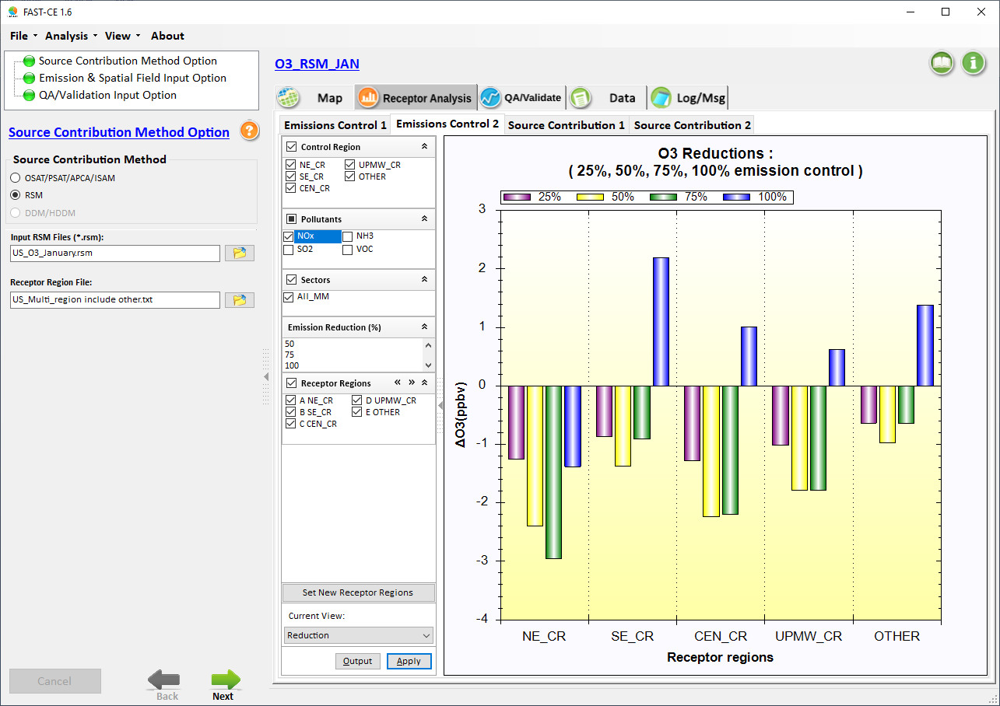 FAST-CE 1.6
File Analysis View About
Source Contribution Method Option
Emission & Spatial Field Input Option
QA/Validation Input Option
Source Contribution Method Option
Source Contribution Method
OSAT/PSAT/APCA/ISAM
RSM
DDM/HDDM
Input RSM Files (*.rsm):
US_O3_January.rsm
Receptor Region File:
US_Multi_region include other.txt
Cancel
Back
Next
O3_RSM_JAN
Map Receptor Analysis QA/Validate Data Log/Msg
Emissions Control 1 Emissions Control 2 Source Contribution 1 Source Contribution 2
Control Region
NE_CR UPMW_CR
SE_CR OTHER
CEN_CR
Pollutants
NOx NH3
SO2 VOC
Sectors
All_MM
Emission Reduction (%)
50
75
100
Receptor Regions
A NE_CR D UPMW_CR
B SE_CR E OTHER
C CEN_CR
Set New Receptor Regions
Current View:
Reduction
Output Apply
O3 Reductions :
( 25%, 50%, 75%, 100% emission control )
25% 50% 75% 100%
3
2
1
0
-1
-2
-3
-4
ΔO3(ppbv)
NE_CR SE_CR CEN_CR UPMW_CR OTHER
Receptor regions